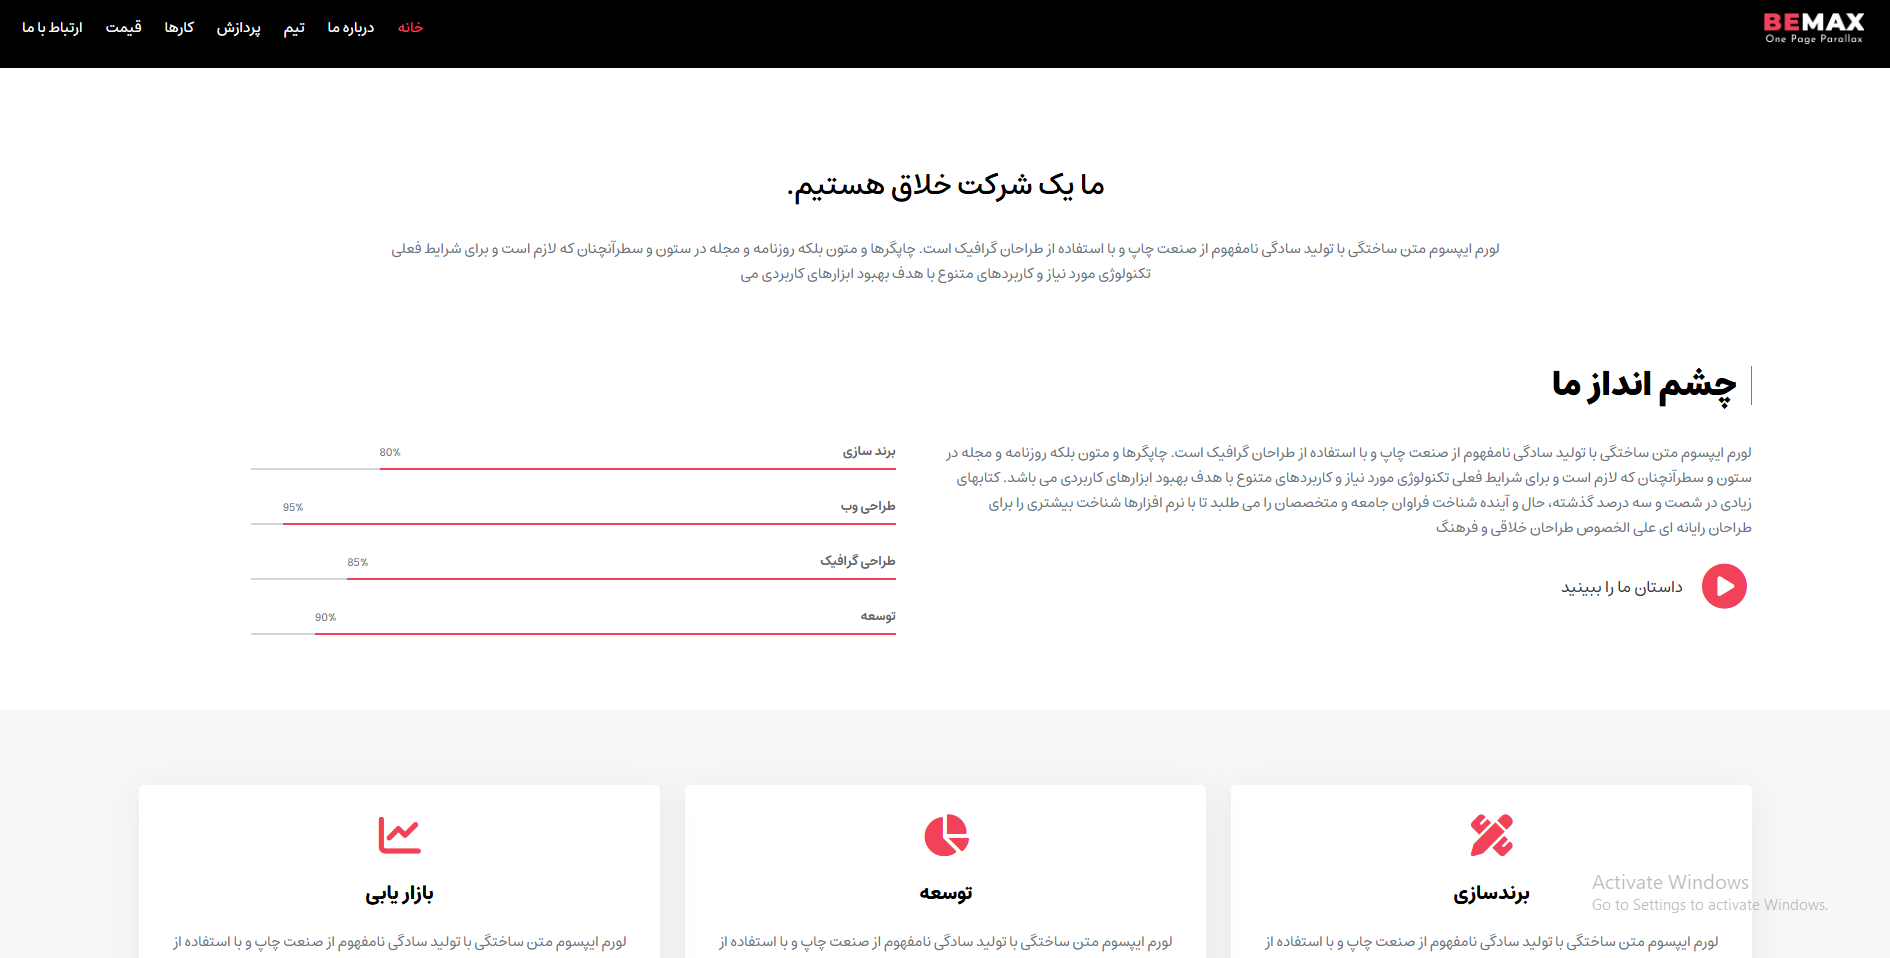 BEMAX
One Page Parallax
خانه
درباره ما
تیم
پردازش
کارها
قیمت
ارتباط با ما
ما یک شرکت خلاق هستیم.
لورم ایپسوم متن ساختگی با تولید سادگی نامفهوم از صنعت چاپ و با استفاده از طراحان گرافیک است. چاپگرها و متون بلکه روزنامه و مجله در ستون و سطرآنچنان که لازم است و برای شرایط فعلی
تکنولوژی مورد نیاز و کاربردهای متنوع با هدف بهبود ابزارهای کاربردی می
چشم انداز ما
لورم ایپسوم متن ساختگی با تولید سادگی نامفهوم از صنعت چاپ و با استفاده از طراحان گرافیک است. چاپگرها و متون بلکه روزنامه و مجله در
ستون و سطرآنچنان که لازم است و برای شرایط فعلی تکنولوژی مورد نیاز و کاربردهای متنوع با هدف بهبود ابزارهای کاربردی می باشد. کتابهای
زیادی در شصت و سه درصد گذشته، حال و آینده شناخت فراوان جامعه و متخصصان را می طلبد تا با نرم افزارها شناخت بیشتری را برای
طراحان رایانه ای علی الخصوص طراحان خلاقی و فرهنگ
داستان ما را ببینید
برند سازی 80%
طراحی وب 95%
طراحی گرافیک 85%
توسعه 90%
برندسازی
لورم ایپسوم متن ساختگی با تولید سادگی نامفهوم از صنعت چاپ و با استفاده از
توسعه
لورم ایپسوم متن ساختگی با تولید سادگی نامفهوم از صنعت چاپ و با استفاده از
بازار یابی
لورم ایپسوم متن ساختگی با تولید سادگی نامفهوم از صنعت چاپ و با استفاده از
Activate Windows
Go to Settings to activate Windows.